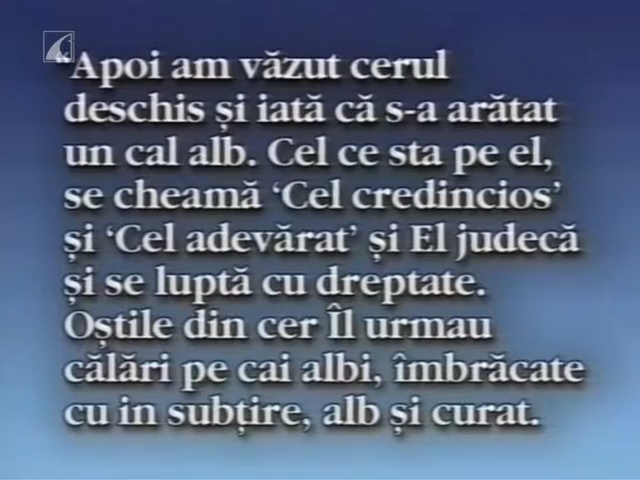 “Apoi am văzut cerul
deschis și iată că s-a arătat
un cal alb. Cel ce sta pe el,
se cheamă ‘Cel credincios’
și ‘Cel adevărat’ și El judecă
și se luptă cu dreptate.
Oștile din cer Îl urmau
călări pe cai albi, îmbrăcate
cu in subțire, alb și curat.